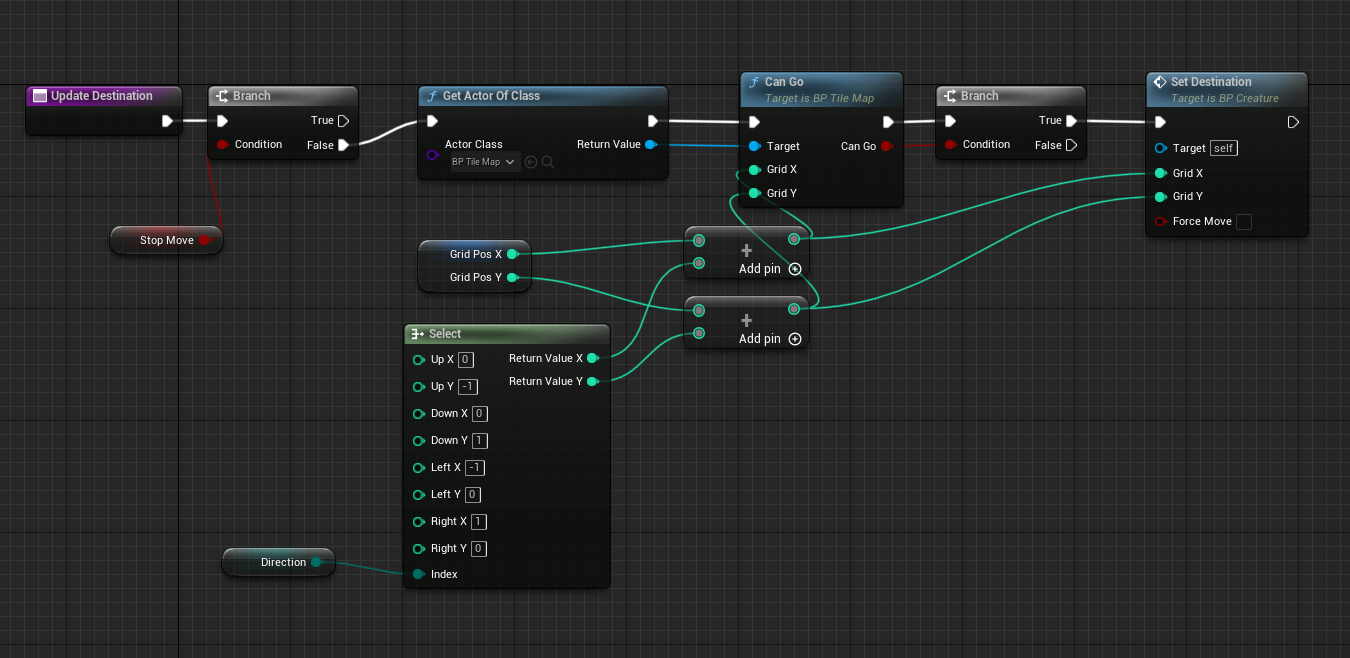 Update Destination
Branch
True
Condition
False
Stop Move
Get Actor Of Class
Actor Class
BP Tile Map
Return Value
Can Go
Target is BP Tile Map
Target
Can Go
Grid X
Grid Y
Branch
True
Condition
False
Set Destination
Target is BP Creature
Target self
Grid X
Grid Y
Force Move
Grid Pos X
Grid Pos Y
Add pin
Add pin
Select
Up X 0
Return Value X
Up Y -1
Return Value Y
Down X 0
Down Y 1
Left X -1
Left Y 0
Right X 1
Right Y 0
Index
Direction